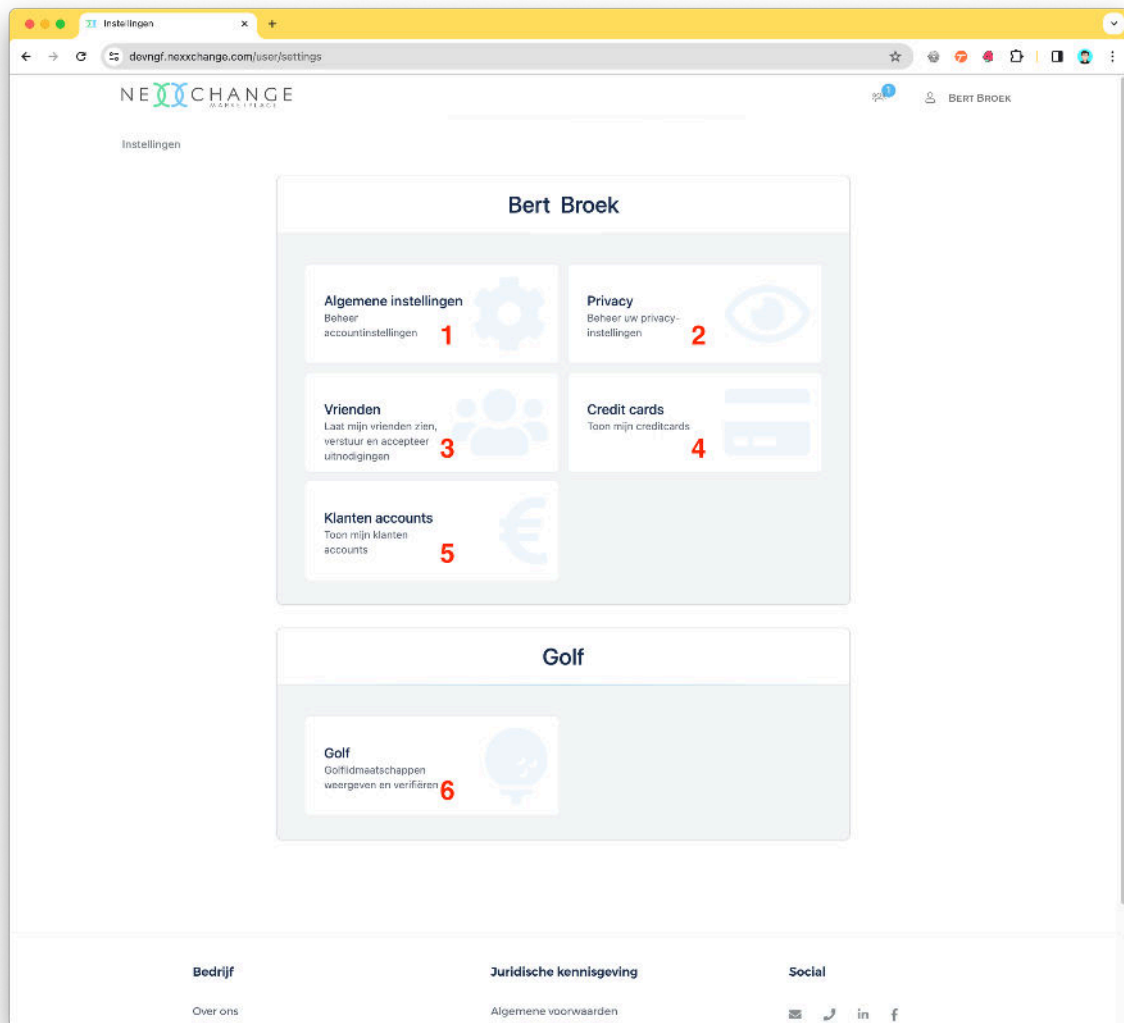 Instellingen
devngf.nexxchange.com/user/settings
NEXXCHANGE
MARKETPLACE
1
BERT BROEK
Instellingen
Bert Broek
Algemene instellingen
Beheer
accountinstellingen
1
Privacy
Beheer uw privacy-
instellingen
2
Vrienden
Laat mijn vrienden zien,
verstuur en accepteer
uitnodigingen
3
Credit cards
Toon mijn creditcards
4
Klanten accounts
Toon mijn klanten
accounts
5
Golf
Golf
Golflidmaatschappen
weergeven en verifiëren
6
Bedrijf
Juridische kennisgeving
Social
Over ons
Algemene voorwaarden